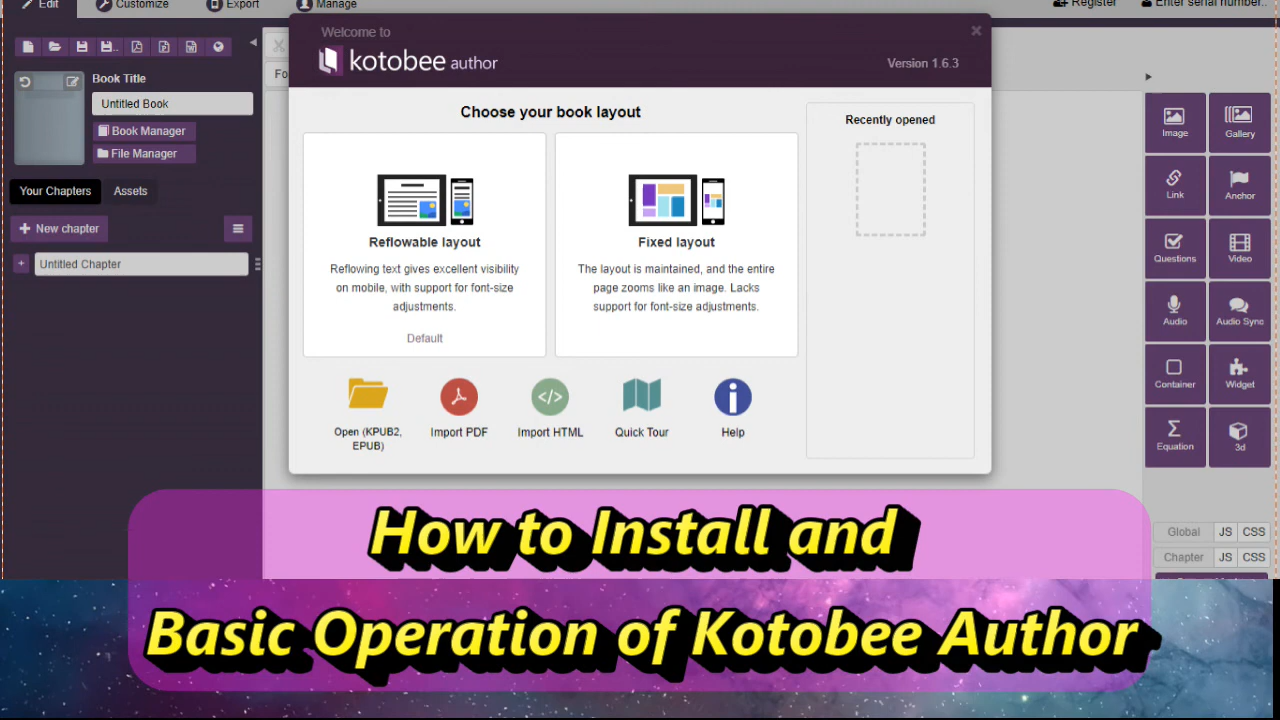 Edit
Customize
Export
Manage
Register
Enter serial number..
Welcome to
kotobee author
Version 1.6.3
Book Title
Untitled Book
Book Manager
File Manager
Your Chapters
Assets
New chapter
Untitled Chapter
Fo
Choose your book layout
Reflowable layout
Reflowing text gives excellent visibility
on mobile, with support for font-size
adjustments.
Default
Fixed layout
The layout is maintained, and the entire
page zooms like an image. Lacks
support for font-size adjustments.
Recently opened
Open (KPUB2,
EPUB)
Import PDF
Import HTML
Quick Tour
Help
Image
Gallery
Link
Anchor
Questions
Video
Audio
Audio Sync
Container
Widget
Equation
3d
Global JS CSS
Chapter JS CSS
How to Install and
Basic Operation of Kotobee Author